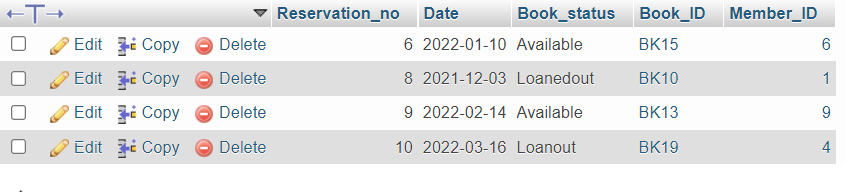 Reservation_no Date Book_status Book_ID Member_ID
Edit Copy Delete 6 2022-01-10 Available BK15 6
Edit Copy Delete 8 2021-12-03 Loanedout BK10 1
Edit Copy Delete 9 2022-02-14 Available BK13 9
Edit Copy Delete 10 2022-03-16 Loanout BK19 4